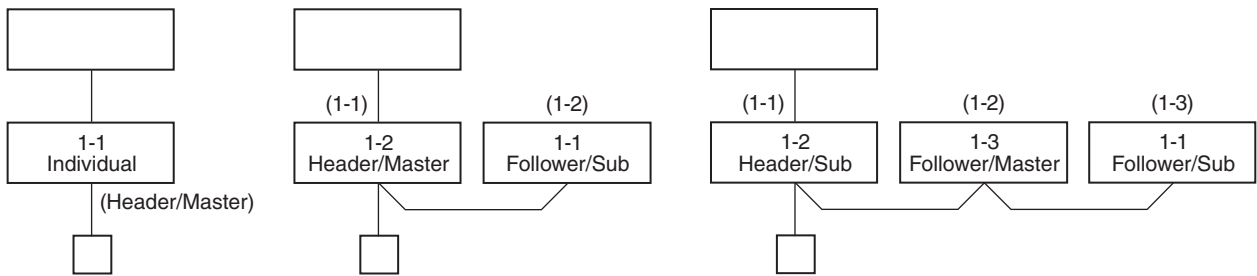 1-1
Individual
(Header/Master)
(1-1)
(1-2)
1-2
Header/Master
1-1
Follower/Sub
(1-1)
(1-2)
(1-3)
1-2
Header/Sub
1-3
Follower/Master
1-1
Follower/Sub